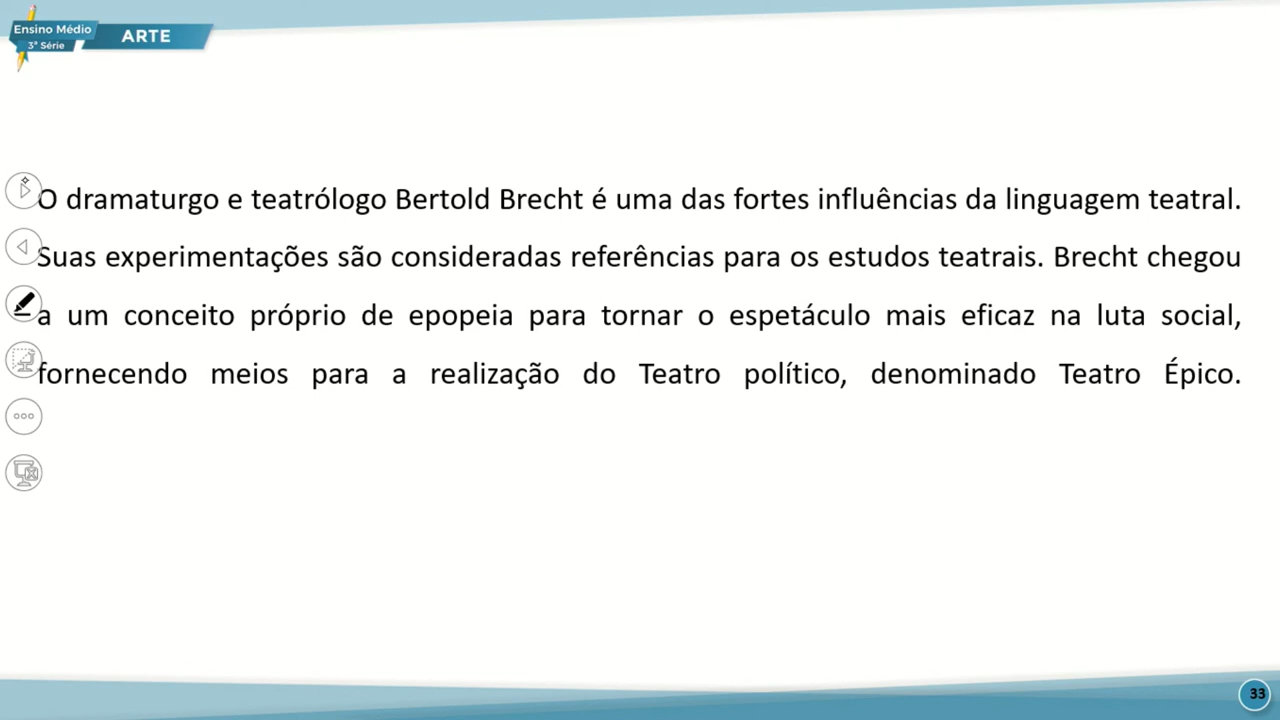 Ensino Médio
3ª Série
ARTE
O dramaturgo e teatrólogo Bertold Brecht é uma das fortes influências da linguagem teatral.
Suas experimentações são consideradas referências para os estudos teatrais. Brecht chegou
a um conceito próprio de epopeia para tornar o espetáculo mais eficaz na luta social,
fornecendo meios para a realização do Teatro político, denominado Teatro Épico.
33